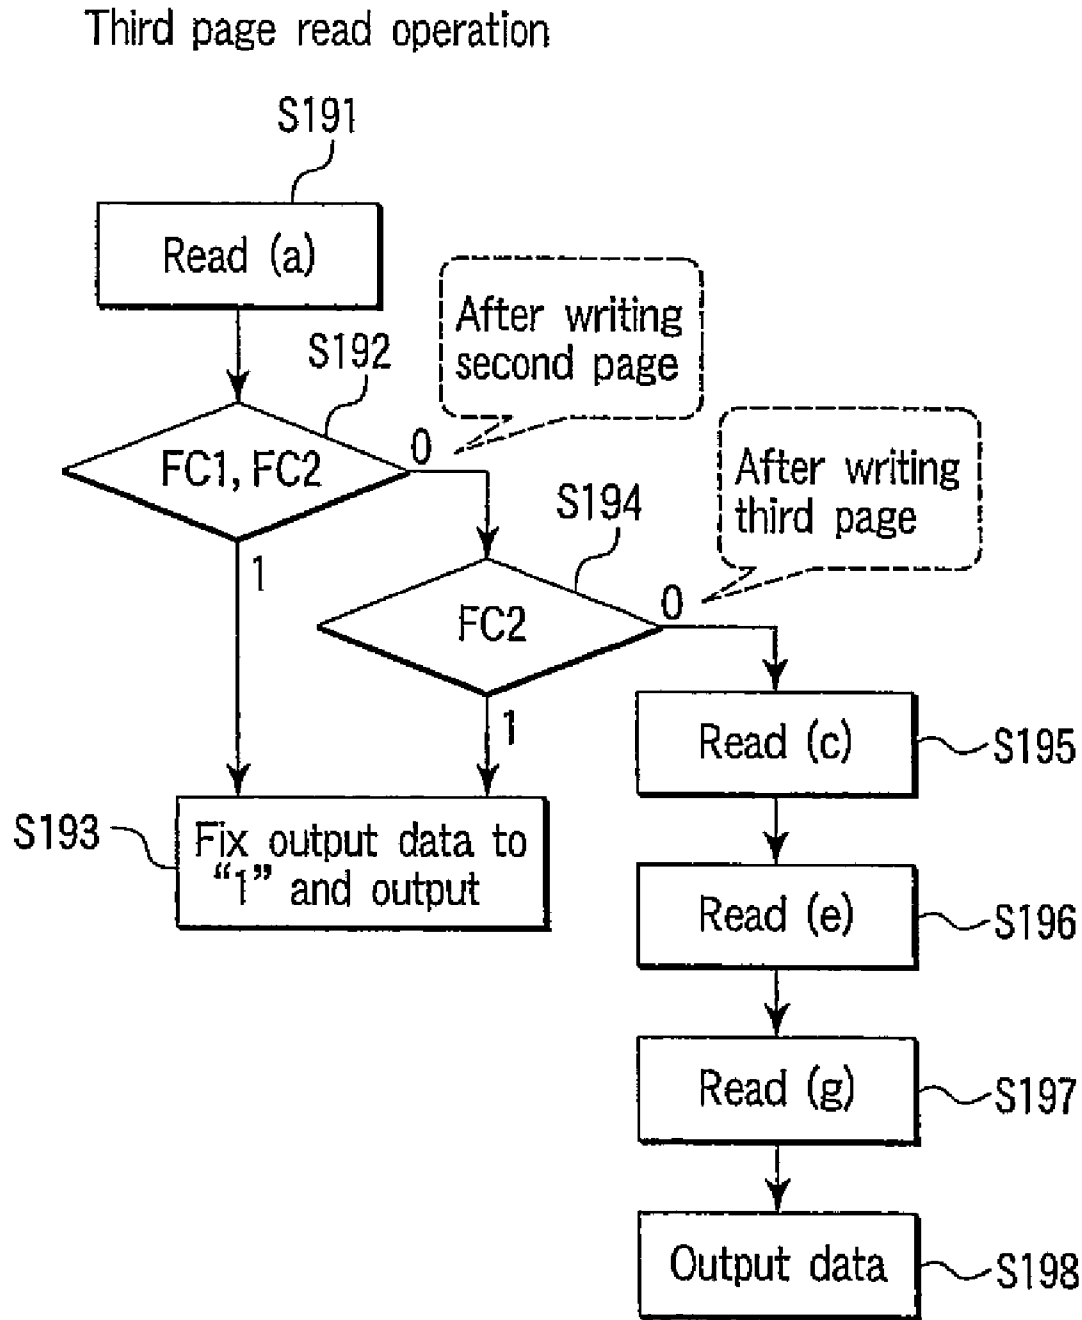 Third page read operation
S191
Read (a)
After writing
second page
S192
FC1, FC2
0
After writing
third page
S194
1
FC2
0
Read (c)
S195
1
S193
Fix output data to
“1” and output
Read (e)
S196
Read (g)
S197
Output data
S198